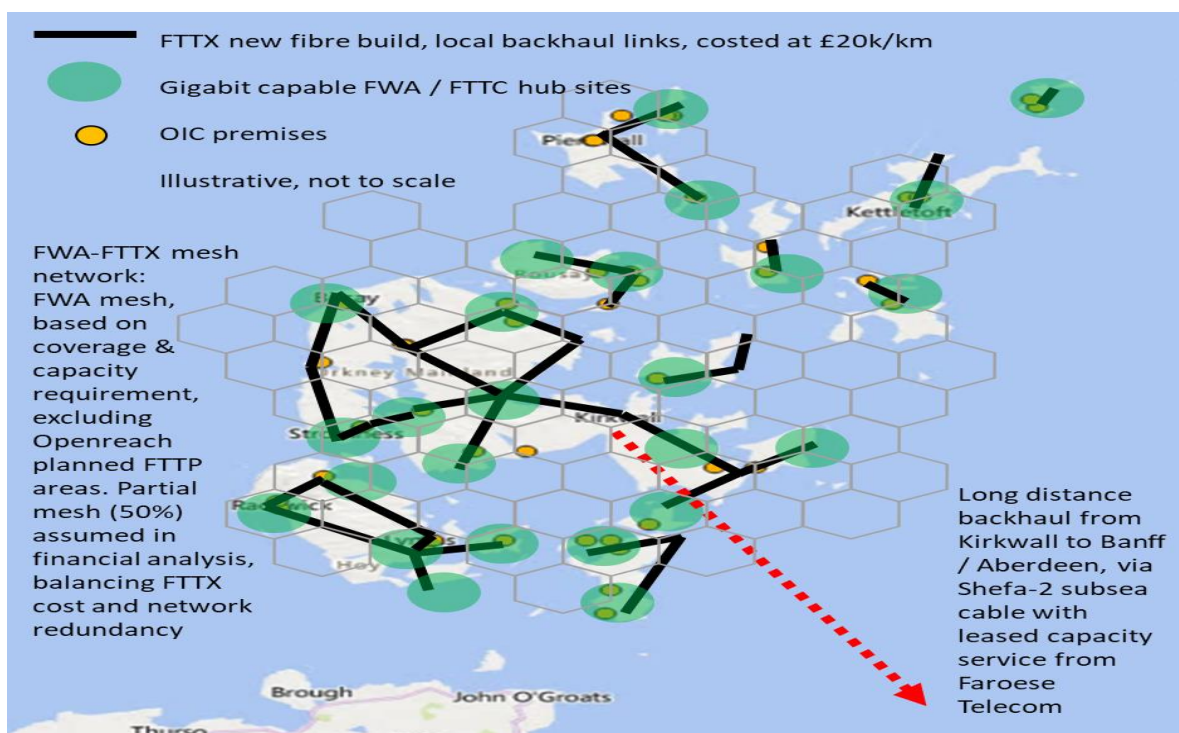 FTTX new fibre build, local backhaul links, costed at £20k/km
Gigabit capable FWA / FTTC hub sites
OIC premises
Illustrative, not to scale
FWA-FTTX mesh
network:
FWA mesh,
based on
coverage &
capacity
requirement,
excluding
Openreach
planned FTTP
areas. Partial
mesh (50%)
assumed in
financial analysis,
balancing FTTX
cost and network
redundancy
Kettletoft
Rousay
Orkney Mainland
Kirkwall
Stromness
Hoy
Long distance
backhaul from
Kirkwall to Banff
/ Aberdeen, via
Shefa-2 subsea
cable with
leased capacity
service from
Faroese
Telecom
Brough
John O'Groats
Thurso